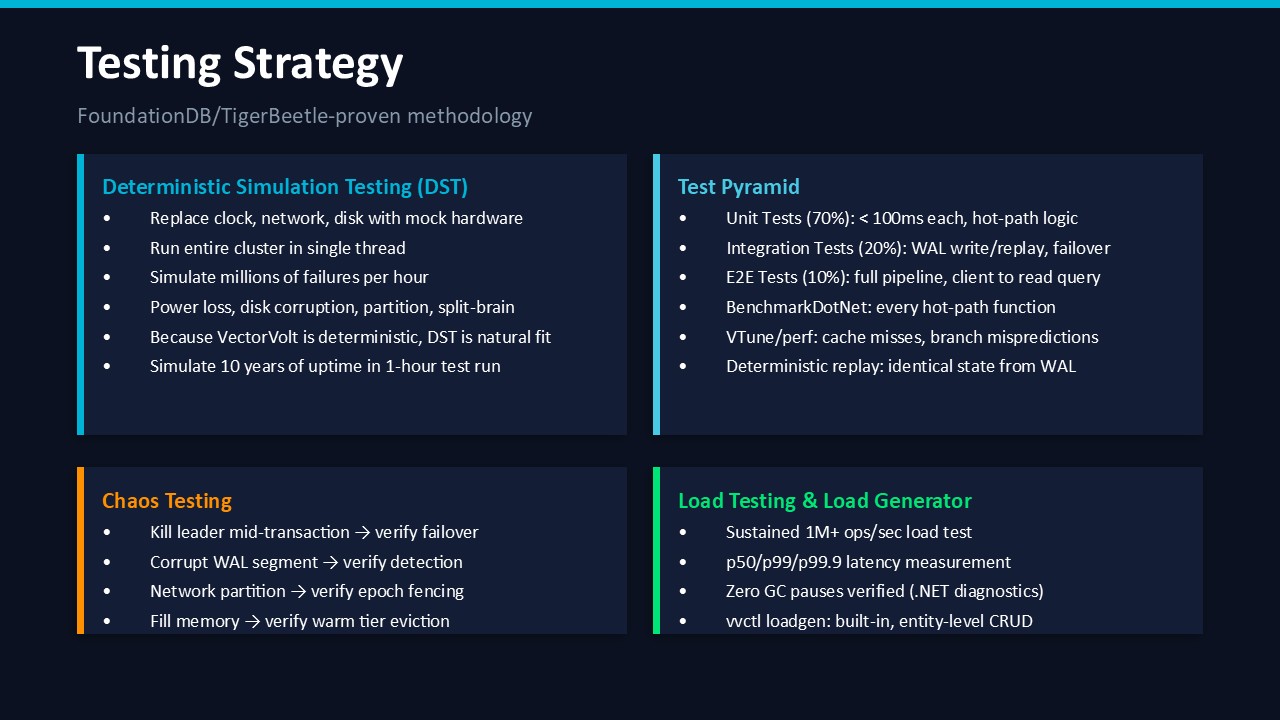 Testing Strategy
FoundationDB/TigerBeetle-proven methodology
Deterministic Simulation Testing (DST)
• Replace clock, network, disk with mock hardware
• Run entire cluster in single thread
• Simulate millions of failures per hour
• Power loss, disk corruption, partition, split-brain
• Because VectorVolt is deterministic, DST is natural fit
• Simulate 10 years of uptime in 1-hour test run
Test Pyramid
• Unit Tests (70%): < 100ms each, hot-path logic
• Integration Tests (20%): WAL write/replay, failover
• E2E Tests (10%): full pipeline, client to read query
• BenchmarkDotNet: every hot-path function
• VTune/perf: cache misses, branch mispredictions
• Deterministic replay: identical state from WAL
Chaos Testing
• Kill leader mid-transaction → verify failover
• Corrupt WAL segment → verify detection
• Network partition → verify epoch fencing
• Fill memory → verify warm tier eviction
Load Testing & Load Generator
• Sustained 1M+ ops/sec load test
• p50/p99/p99.9 latency measurement
• Zero GC pauses verified (.NET diagnostics)
• vvctl loadgen: built-in, entity-level CRUD